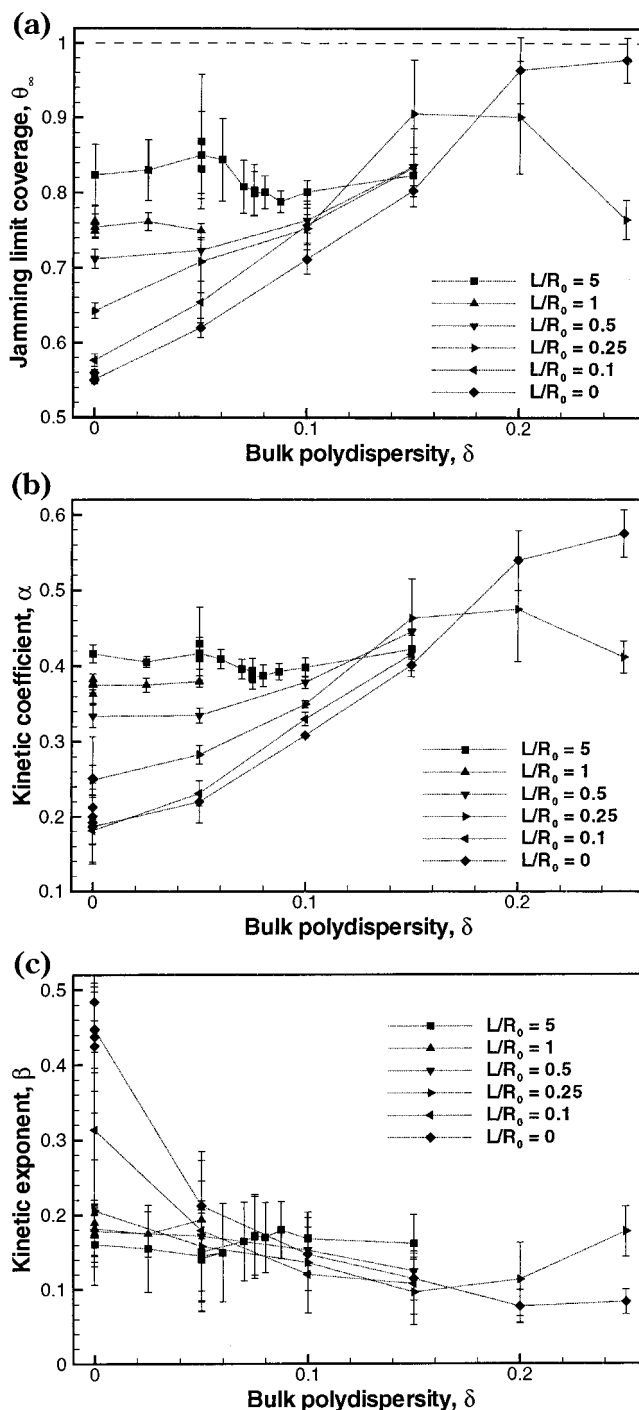 (a)
Jamming limit coverage, θ∞
1
0.9
0.8
0.7
0.6
0.5
0
0.1
0.2
Bulk polydispersity, δ
L/R₀ = 5
L/R₀ = 1
L/R₀ = 0.5
L/R₀ = 0.25
L/R₀ = 0.1
L/R₀ = 0
(b)
Kinetic coefficient, α
0.6
0.5
0.4
0.3
0.2
0.1
0
0.1
0.2
Bulk polydispersity, δ
L/R₀ = 5
L/R₀ = 1
L/R₀ = 0.5
L/R₀ = 0.25
L/R₀ = 0.1
L/R₀ = 0
(c)
Kinetic exponent, β
0.5
0.4
0.3
0.2
0.1
0
0
0.1
0.2
Bulk polydispersity, δ
L/R₀ = 5
L/R₀ = 1
L/R₀ = 0.5
L/R₀ = 0.25
L/R₀ = 0.1
L/R₀ = 0